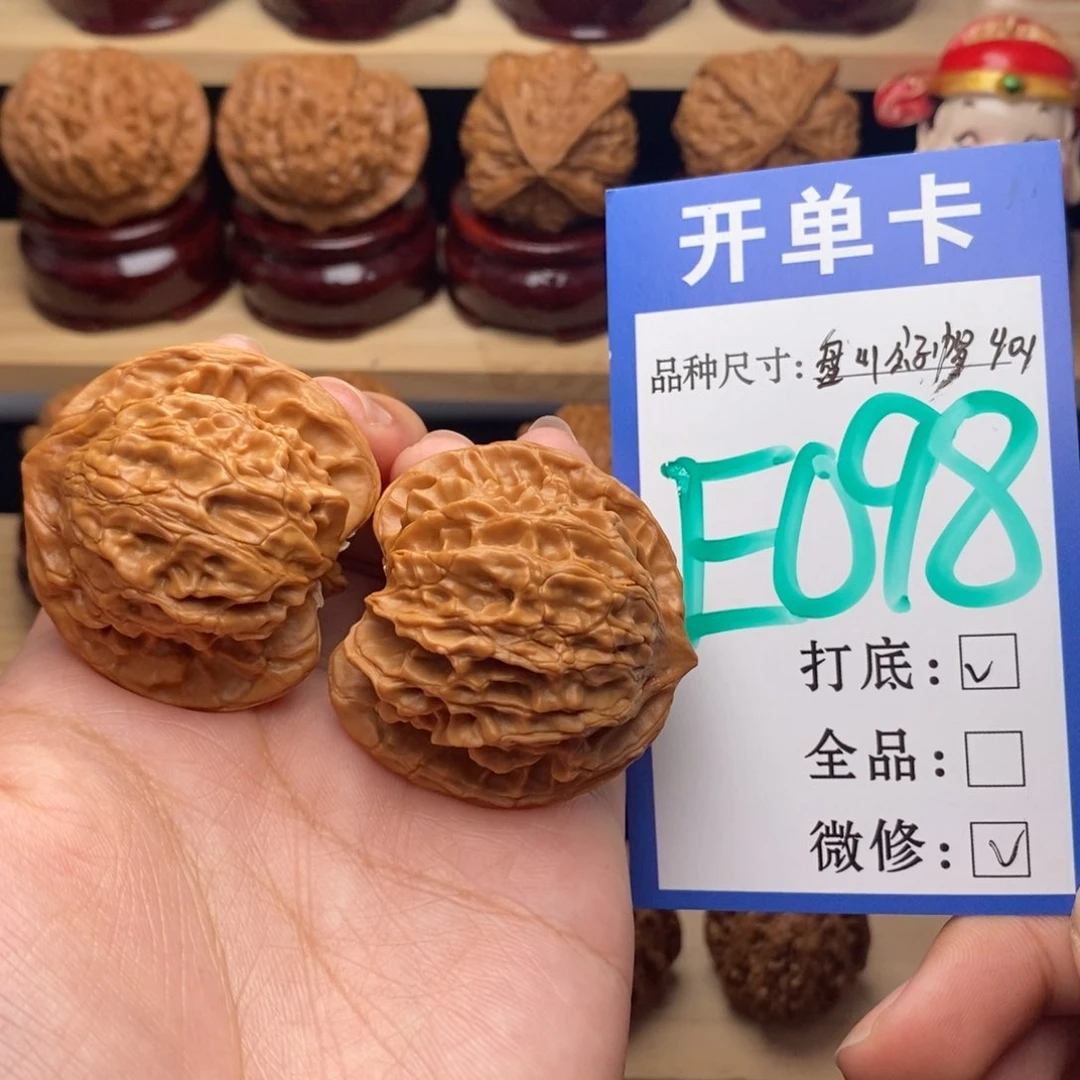 开单卡
品种尺寸: 盘山公子帽 40+
E098
打底: ✓
全品:
微修: ✓